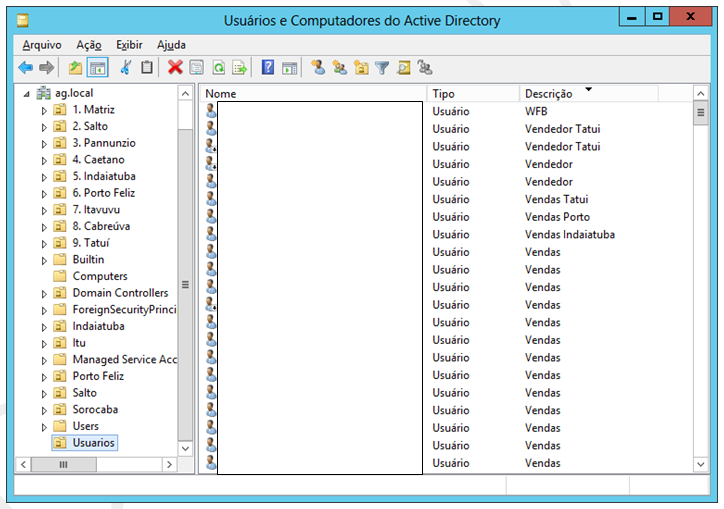 Usuários e Computadores do Active Directory
Arquivo Ação Exibir Ajuda
ag.local
1. Matriz
2. Salto
3. Pannunzio
4. Caetano
5. Indaiatuba
6. Porto Feliz
7. Itavuvu
8. Cabreúva
9. Tatuí
Builtin
Computers
Domain Controllers
ForeignSecurityPrinci
Indaiatuba
Itu
Managed Service Acc
Porto Feliz
Salto
Sorocaba
Users
Usuarios
Nome Tipo Descrição
Usuário WFB
Usuário Vendedor Tatui
Usuário Vendedor Tatui
Usuário Vendedor
Usuário Vendedor
Usuário Vendas Tatui
Usuário Vendas Porto
Usuário Vendas Indaiatuba
Usuário Vendas
Usuário Vendas
Usuário Vendas
Usuário Vendas
Usuário Vendas
Usuário Vendas
Usuário Vendas
Usuário Vendas
Usuário Vendas
Usuário Vendas
Usuário Vendas
Usuário Vendas
Usuário Vendas